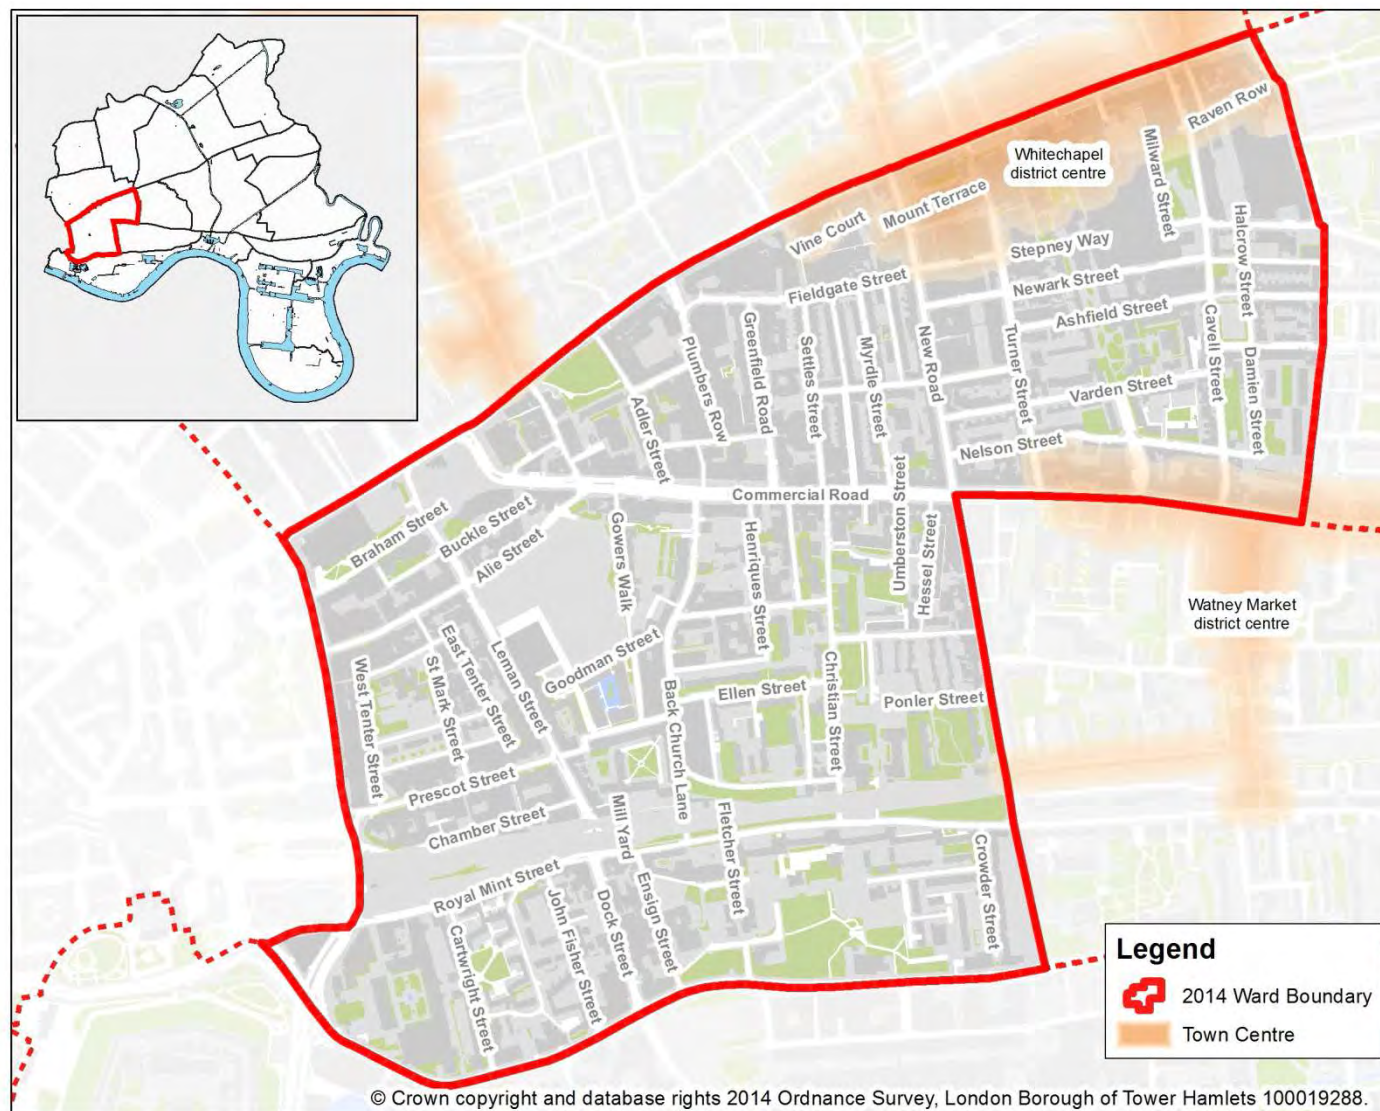 Raven Row
Whitechapel
district centre
Milward Street
Mount Terrace
Vine Court
Halcrow Street
Stepney Way
Fieldgate Street
Newark Street
Ashfield Street
Greenfield Road
Settles Street
Myrdle Street
New Road
Turner Street
Cavell Street
Damien Street
Plumbers Row
Adler Street
Varden Street
Nelson Street
Commercial Road
Umberston Street
Hessel Street
Braham Street
Buckle Street
Alie Street
Gowers Walk
Henriques Street
Watney Market
district centre
West Tenter Street
St Mark Street
East Tenter Street
Leman Street
Goodman Street
Back Church Lane
Ellen Street
Christian Street
Ponler Street
Prescot Street
Chamber Street
Mill Yard
Fletcher Street
Crowder Street
Royal Mint Street
Cartwright Street
John Fisher Street
Dock Street
Ensign Street
Legend
2014 Ward Boundary
Town Centre
© Crown copyright and database rights 2014 Ordnance Survey, London Borough of Tower Hamlets 100019288.